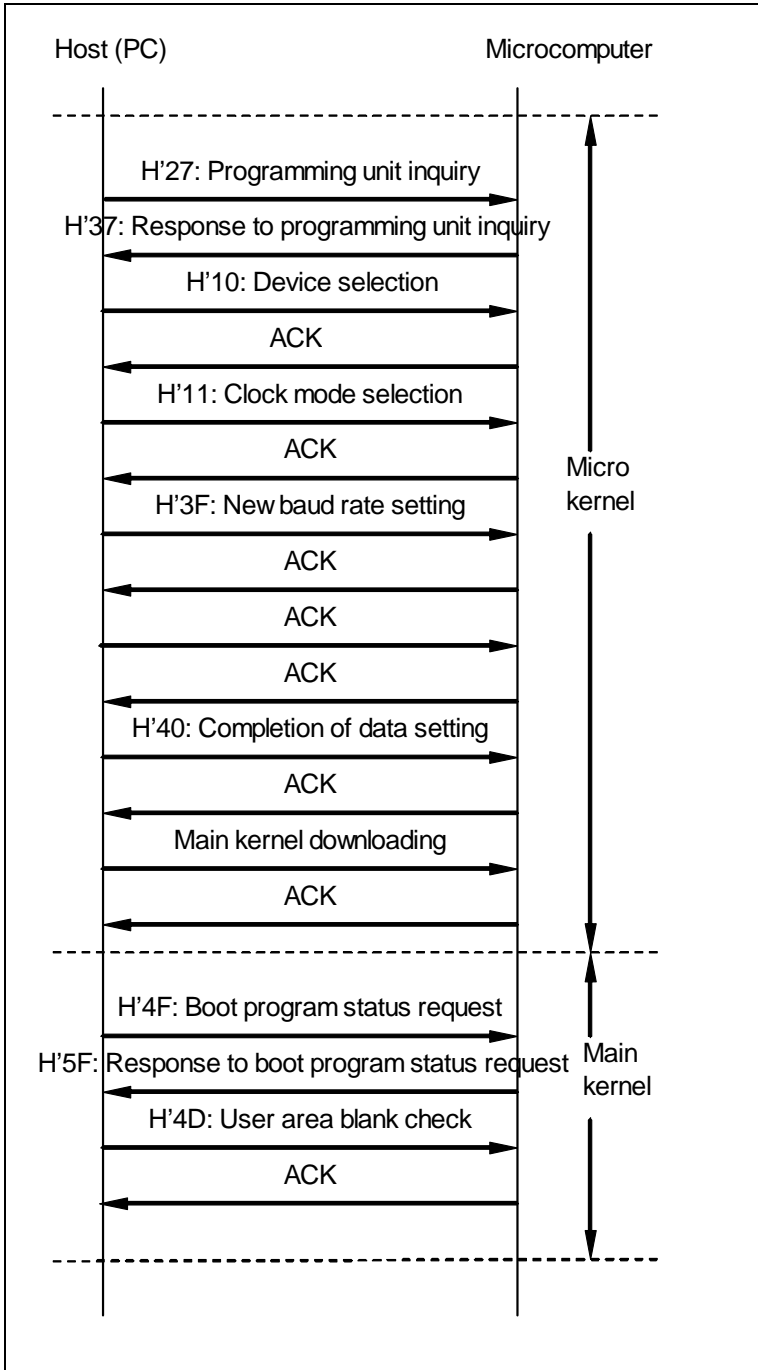 Host (PC)
Microcomputer
H'27: Programming unit inquiry
H'37: Response to programming unit inquiry
H'10: Device selection
ACK
H'11: Clock mode selection
ACK
Micro
kernel
H'3F: New baud rate setting
ACK
ACK
ACK
H'40: Completion of data setting
ACK
Main kernel downloading
ACK
H'4F: Boot program status request
H'5F: Response to boot program status request
Main
kernel
H'4D: User area blank check
ACK